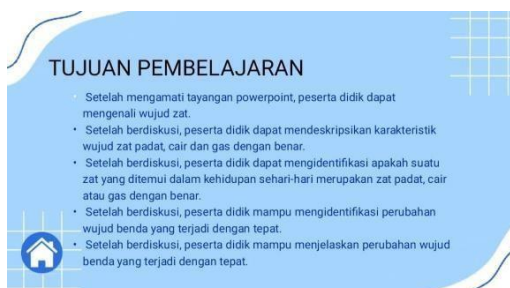 TUJUAN PEMBELAJARAN
• Setelah mengamati tayangan powerpoint, peserta didik dapat
mengenali wujud zat.
• Setelah berdiskusi, peserta didik dapat mendeskripsikan karakteristik
wujud zat padat, cair dan gas dengan benar.
• Setelah berdiskusi, peserta didik dapat mengidentifikasi apakah suatu
zat yang ditemui dalam kehidupan sehari-hari merupakan zat padat, cair
atau gas dengan benar.
• Setelah berdiskusi, peserta didik mampu mengidentifikasi perubahan
wujud benda yang terjadi dengan tepat.
• Setelah berdiskusi, peserta didik mampu menjelaskan perubahan wujud
benda yang terjadi dengan tepat.